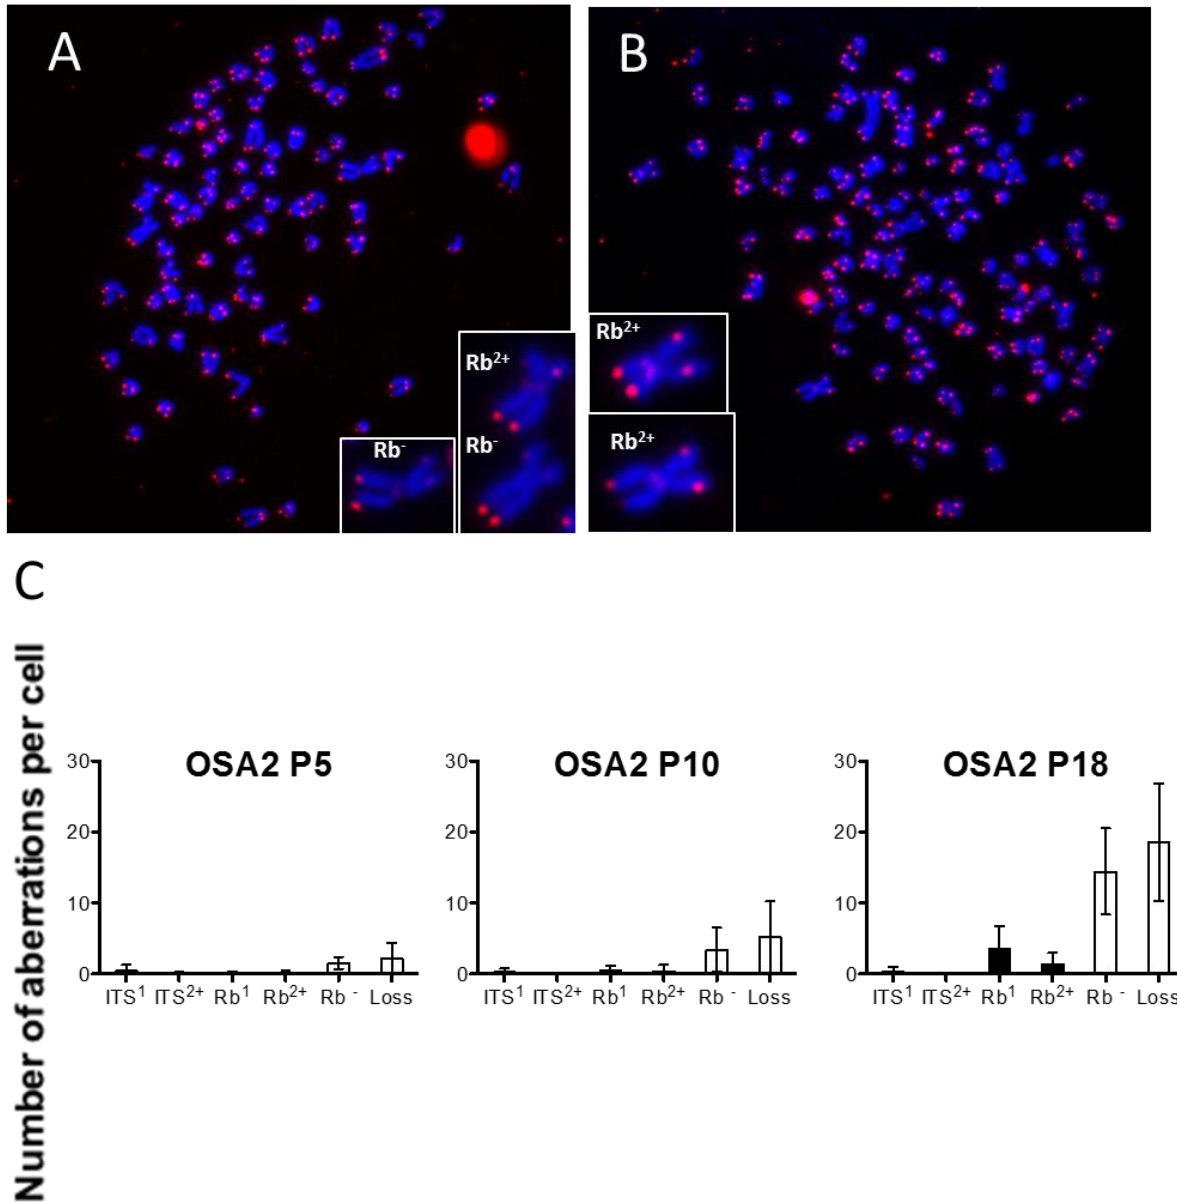 A
B
Rb²⁺
Rb⁻
Rb⁻
Rb²⁺
Rb²⁺
C
Number of aberrations per cell
OSA2 P5
30
20
10
0
ITS¹ ITS²⁺ Rb¹ Rb²⁺ Rb ⁻ Loss
OSA2 P10
30
20
10
0
ITS¹ ITS²⁺ Rb¹ Rb²⁺ Rb ⁻ Loss
OSA2 P18
30
20
10
0
ITS¹ ITS²⁺ Rb¹ Rb²⁺ Rb ⁻ Loss